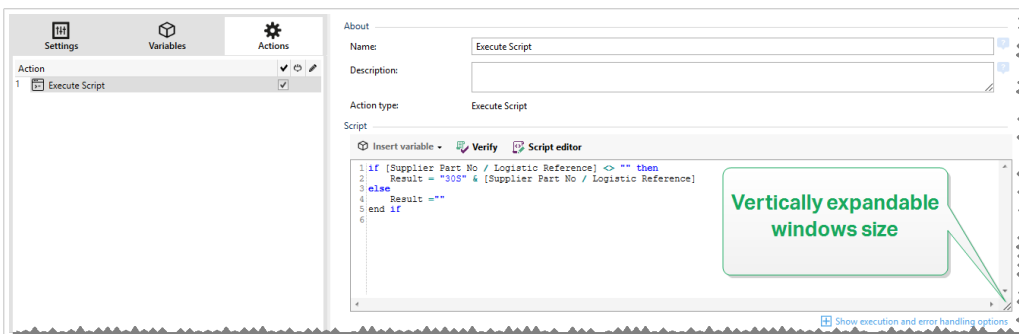 Settings
Variables
Actions
Action
1 Execute Script
About
Name: Execute Script
Description:
Action type: Execute Script
Script
Insert variable Verify Script editor
1 if [Supplier Part No / Logistic Reference] <> "" then
2 Result = "30S" & [Supplier Part No / Logistic Reference]
3 else
4 Result =""
5 end if
6
Vertically expandable
windows size
Show execution and error handling options